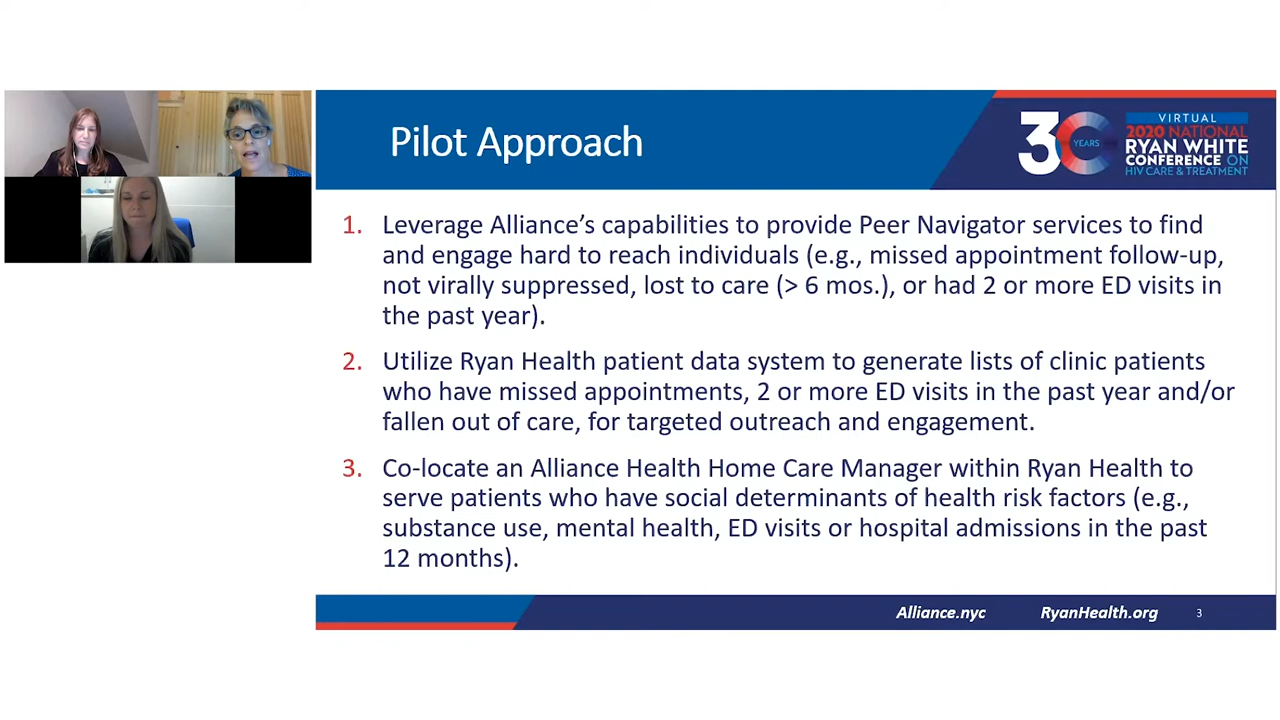 Pilot Approach
30
YEARS
VIRTUAL
2020 NATIONAL
RYAN WHITE
CONFERENCE ON
HIV CARE & TREATMENT
1. Leverage Alliance's capabilities to provide Peer Navigator services to find
and engage hard to reach individuals (e.g., missed appointment follow-up,
not virally suppressed, lost to care (> 6 mos.), or had 2 or more ED visits in
the past year).
2. Utilize Ryan Health patient data system to generate lists of clinic patients
who have missed appointments, 2 or more ED visits in the past year and/or
fallen out of care, for targeted outreach and engagement.
3. Co-locate an Alliance Health Home Care Manager within Ryan Health to
serve patients who have social determinants of health risk factors (e.g.,
substance use, mental health, ED visits or hospital admissions in the past
12 months).
Alliance.nyc RyanHealth.org 3